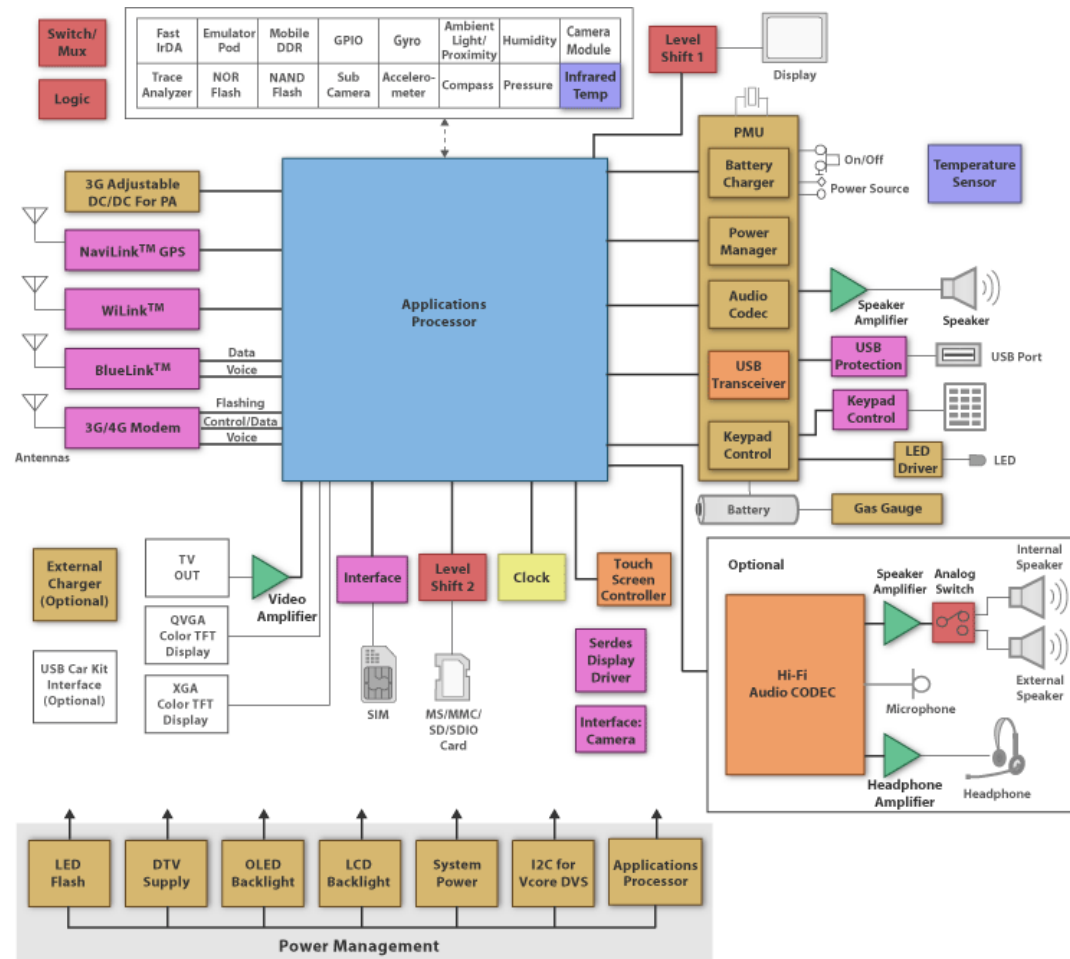 Switch/
Mux
Logic
Fast
IrDA
Emulator
Pod
Mobile
DDR
GPIO
Gyro
Ambient
Light/
Proximity
Humidity
Camera
Module
Trace
Analyzer
NOR
Flash
NAND
Flash
Sub
Camera
Accelero-
meter
Compass
Pressure
Infrared
Temp
Level
Shift 1
Display
3G Adjustable
DC/DC For PA
NaviLink™ GPS
WiLink™
BlueLink™
Data
Voice
3G/4G Modem
Flashing
Control/Data
Voice
Antennas
Applications
Processor
PMU
Battery
Charger
On/Off
Power Source
Temperature
Sensor
Power
Manager
Audio
Codec
Speaker
Amplifier
Speaker
USB
Transceiver
USB
Protection
USB Port
Keypad
Control
Keypad
Control
LED
Driver
LED
Battery
Gas Gauge
External
Charger
(Optional)
USB Car Kit
Interface
(Optional)
TV
OUT
Video
Amplifier
QVGA
Color TFT
Display
XGA
Color TFT
Display
Interface
SIM
Level
Shift 2
MS/MMC/
SD/SDIO
Card
Clock
Touch
Screen
Controller
Serdes
Display
Driver
Interface:
Camera
Optional
Hi-Fi
Audio CODEC
Speaker
Amplifier
Analog
Switch
Internal
Speaker
External
Speaker
Microphone
Headphone
Amplifier
Headphone
LED
Flash
DTV
Supply
OLED
Backlight
LCD
Backlight
System
Power
I2C for
Vcore DVS
Applications
Processor
Power Management